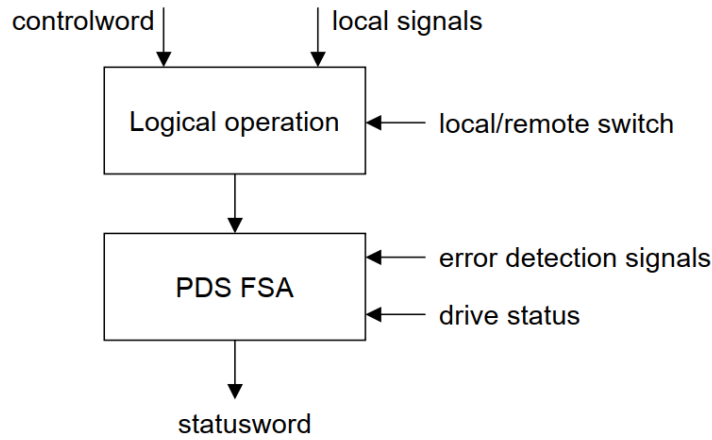 controlword
local signals
Logical operation
local/remote switch
PDS FSA
error detection signals
drive status
statusword